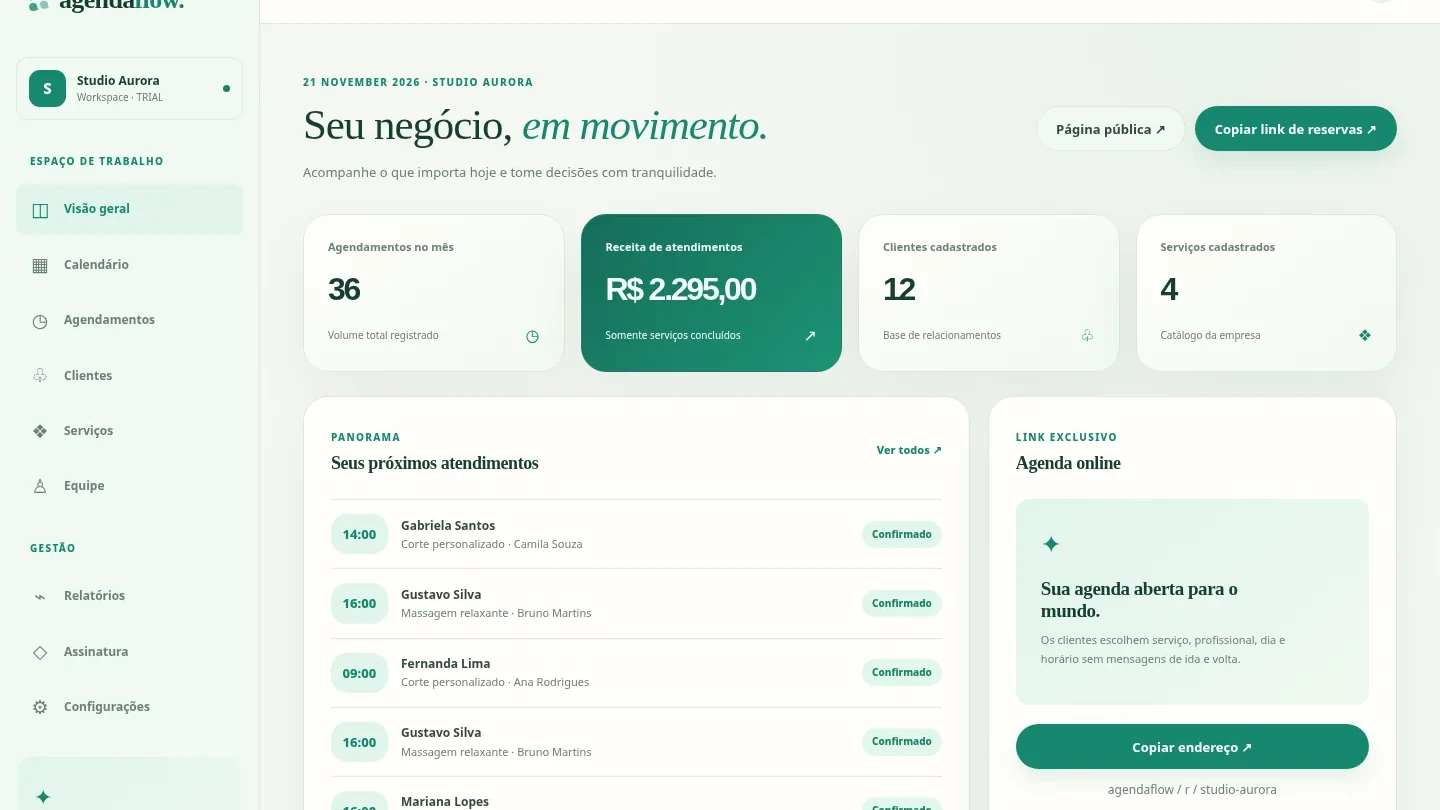 agendaflow.
S
Studio Aurora
Workspace · TRIAL
ESPAÇO DE TRABALHO
Visão geral
Calendário
Agendamentos
Clientes
Serviços
Equipe
GESTÃO
Relatórios
Assinatura
Configurações
21 NOVEMBER 2026 · STUDIO AURORA
Seu negócio, em movimento.
Acompanhe o que importa hoje e tome decisões com tranquilidade.
Página pública ↗
Copiar link de reservas ↗
Agendamentos no mês
36
Volume total registrado
Receita de atendimentos
R$ 2.295,00
Somente serviços concluídos
Clientes cadastrados
12
Base de relacionamentos
Serviços cadastrados
4
Catálogo da empresa
PANORAMA
Seus próximos atendimentos
Ver todos ↗
14:00
Gabriela Santos
Corte personalizado · Camila Souza
Confirmado
16:00
Gustavo Silva
Massagem relaxante · Bruno Martins
Confirmado
09:00
Fernanda Lima
Corte personalizado · Ana Rodrigues
Confirmado
16:00
Gustavo Silva
Massagem relaxante · Bruno Martins
Confirmado
16:00
Mariana Lopes
Confirmado
LINK EXCLUSIVO
Agenda online
Sua agenda aberta para o
mundo.
Os clientes escolhem serviço, profissional, dia e
horário sem mensagens de ida e volta.
Copiar endereço ↗
agendaflow / r / studio-aurora